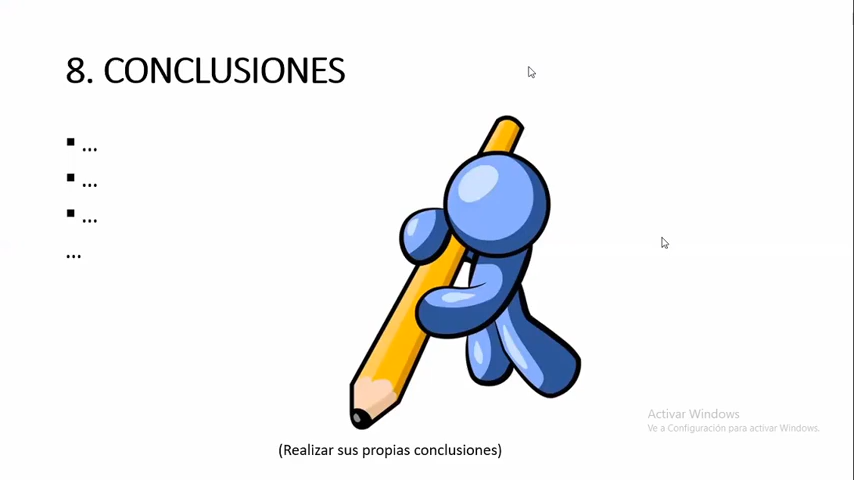 8. CONCLUSIONES
▪ ...
▪ ...
▪ ...
...
(Realizar sus propias conclusiones)
Activar Windows
Ve a Configuración para activar Windows.